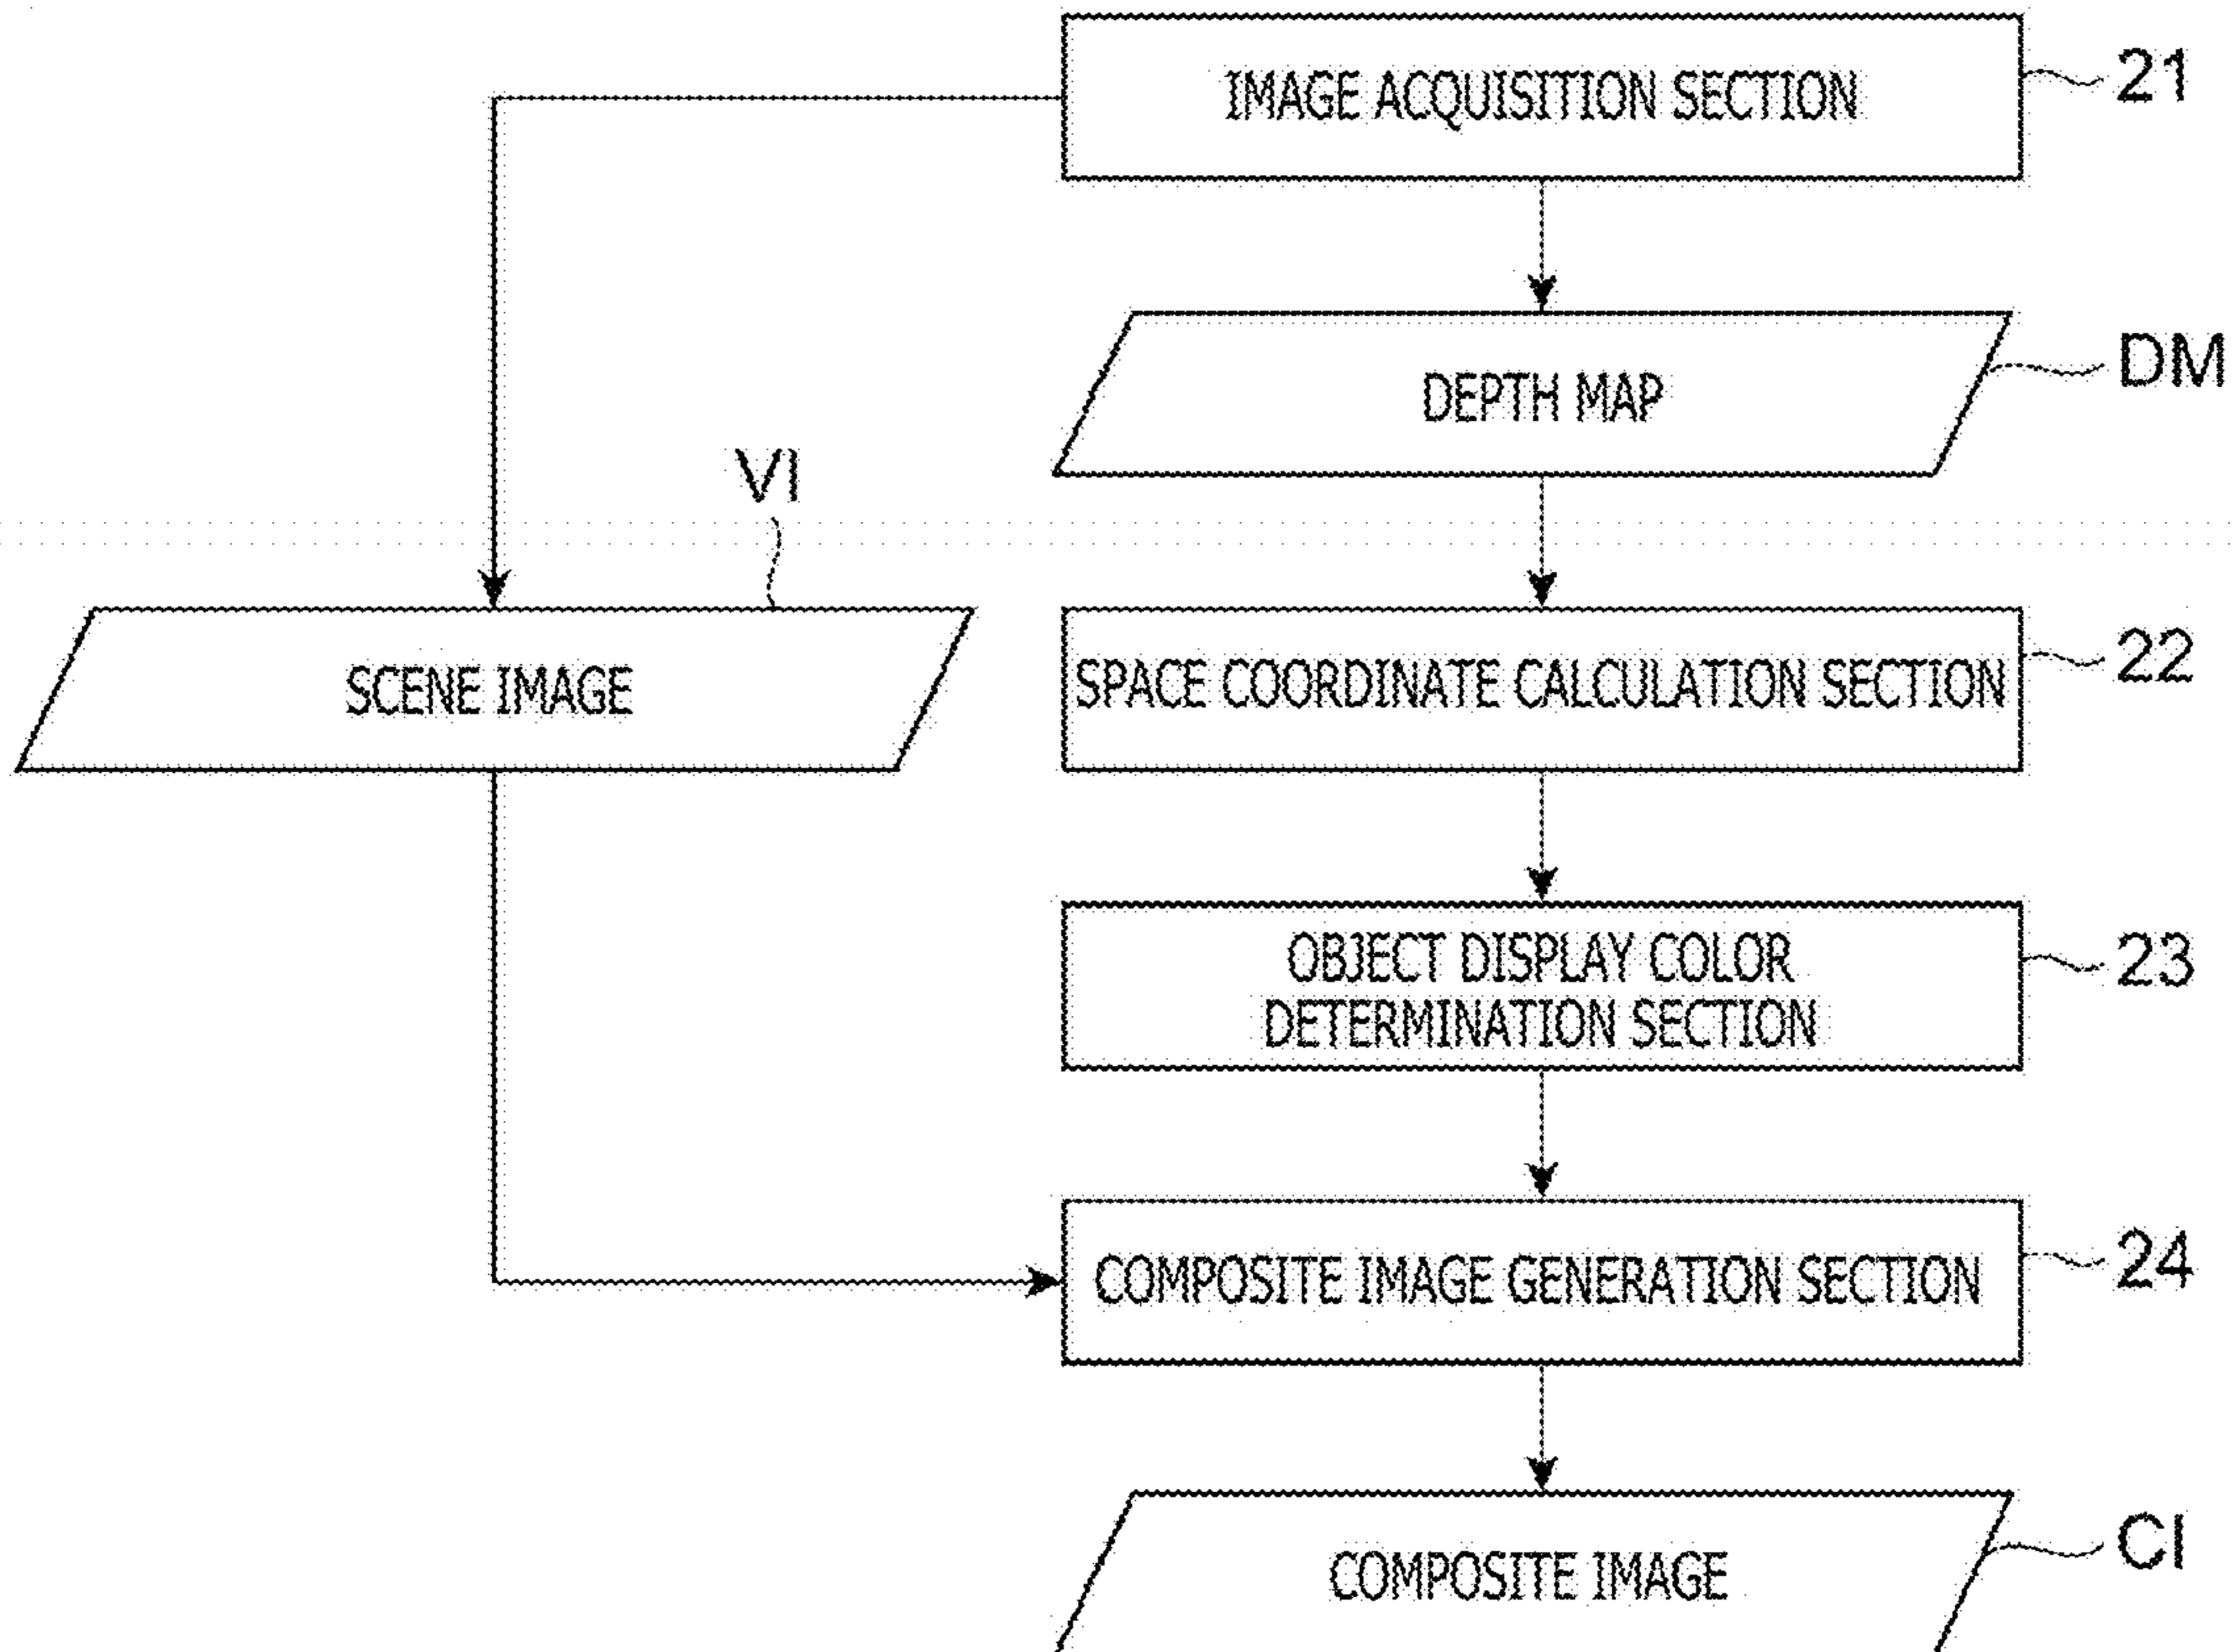 IMAGE ACQUISITION SECTION
21
DEPTH MAP
DM
VI
SCENE IMAGE
SPACE COORDINATE CALCULATION SECTION
22
OBJECT DISPLAY COLOR
DETERMINATION SECTION
23
COMPOSITE IMAGE GENERATION SECTION
24
COMPOSITE IMAGE
CI